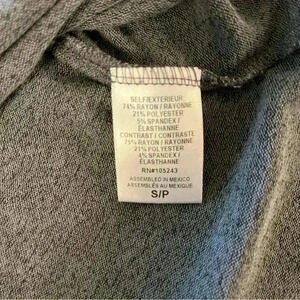 SELF/EXTERIEUR
74% RAYON / RAYONNE
21% POLYESTER
5% SPANDEX /
ÉLASTHANNE
CONTRAST / CONTRASTE
75% RAYON / RAYONNE
21% POLYESTER
4% SPANDEX /
ÉLASTHANNE
RN#105243
ASSEMBLED IN MEXICO
ASSEMBLÉS AU MEXIQUE
S/P